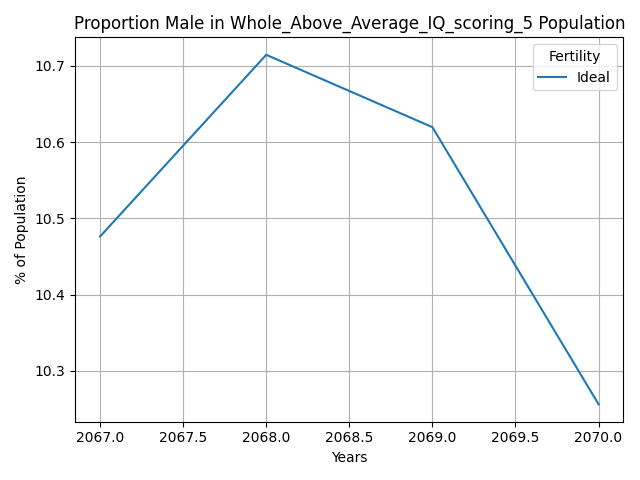 Proportion Male in Whole_Above_Average_IQ_scoring_5 Population
Fertility
Ideal
10.7
10.6
10.5
10.4
10.3
% of Population
2067.0 2067.5 2068.0 2068.5 2069.0 2069.5 2070.0
Years